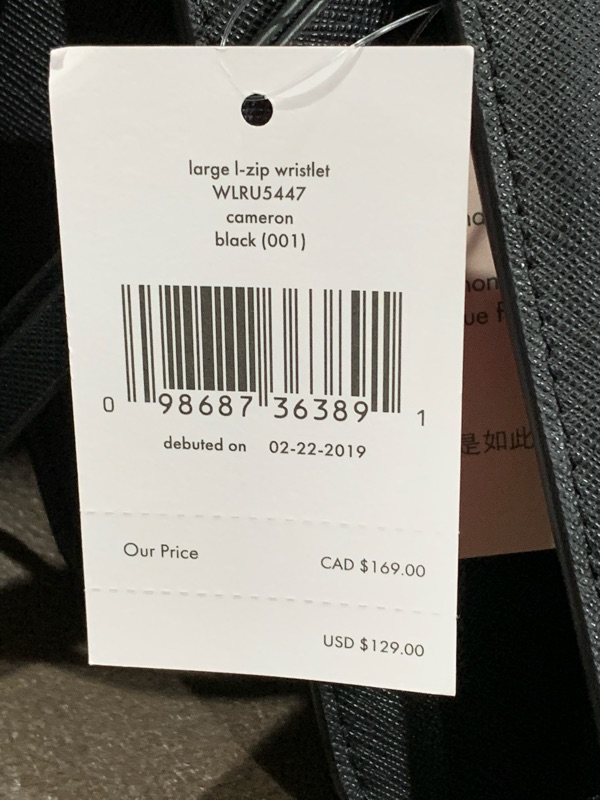 large l-zip wristlet
WLRU5447
cameron
black (001)
0 98687 36389 1
debuted on 02-22-2019
Our Price CAD $169.00
USD $129.00
是如此